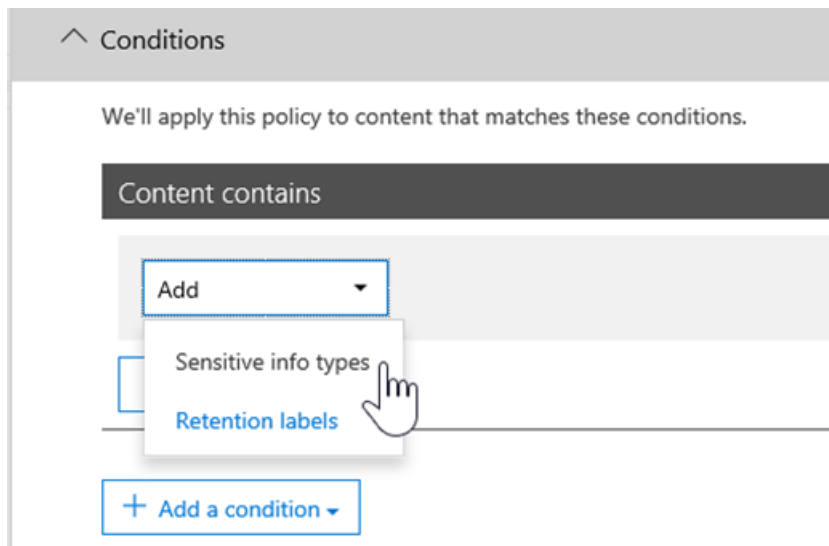 Conditions
We'll apply this policy to content that matches these conditions.
Content contains
Add
Sensitive info types
Retention labels
+ Add a condition